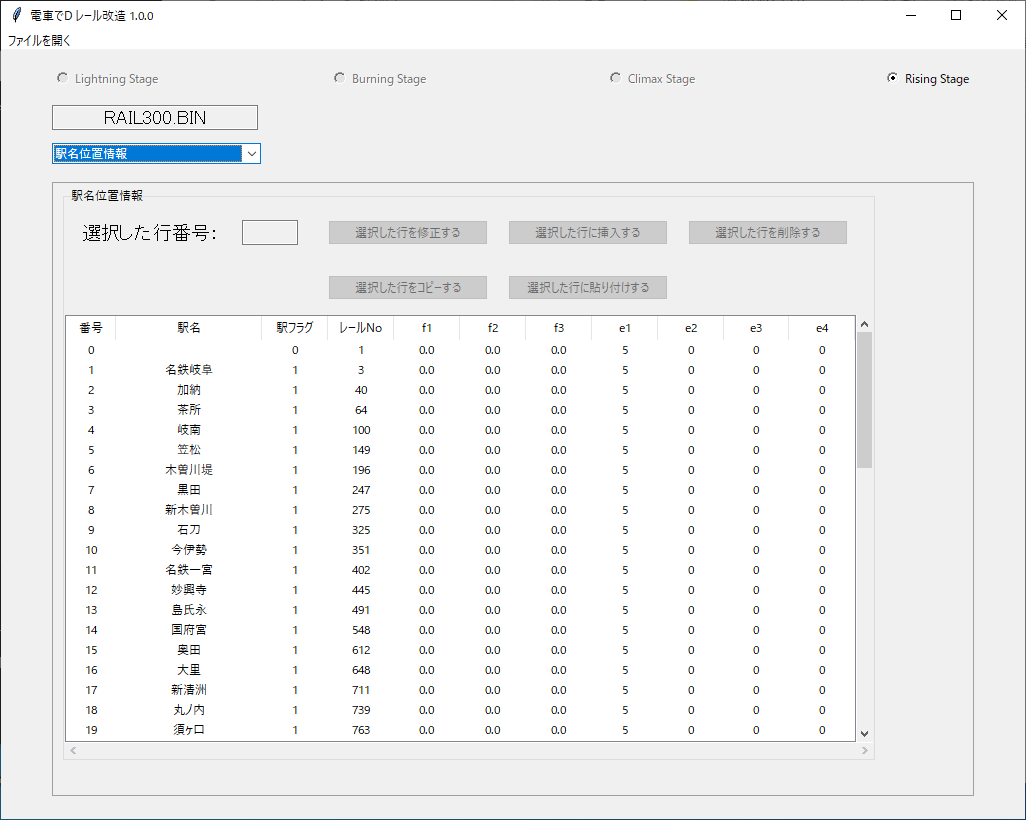 電車でDレール改造 1.0.0
ファイルを開く
Lightning Stage Burning Stage Climax Stage Rising Stage
RAIL300.BIN
駅名位置情報
駅名位置情報
選択した行番号： 選択した行を修正する 選択した行に挿入する 選択した行を削除する
選択した行をコピーする 選択した行に貼り付けする
番号 駅名 駅フラグ レールNo f1 f2 f3 e1 e2 e3 e4
0 0 1 0.0 0.0 0.0 5 0 0 0
1 名鉄岐阜 1 3 0.0 0.0 0.0 5 0 0 0
2 加納 1 40 0.0 0.0 0.0 5 0 0 0
3 茶所 1 64 0.0 0.0 0.0 5 0 0 0
4 岐南 1 100 0.0 0.0 0.0 5 0 0 0
5 笠松 1 149 0.0 0.0 0.0 5 0 0 0
6 木曽川堤 1 196 0.0 0.0 0.0 5 0 0 0
7 黒田 1 247 0.0 0.0 0.0 5 0 0 0
8 新木曽川 1 275 0.0 0.0 0.0 5 0 0 0
9 石刀 1 325 0.0 0.0 0.0 5 0 0 0
10 今伊勢 1 351 0.0 0.0 0.0 5 0 0 0
11 名鉄一宮 1 402 0.0 0.0 0.0 5 0 0 0
12 妙興寺 1 445 0.0 0.0 0.0 5 0 0 0
13 島氏永 1 491 0.0 0.0 0.0 5 0 0 0
14 国府宮 1 548 0.0 0.0 0.0 5 0 0 0
15 奥田 1 612 0.0 0.0 0.0 5 0 0 0
16 大里 1 648 0.0 0.0 0.0 5 0 0 0
17 新清洲 1 711 0.0 0.0 0.0 5 0 0 0
18 丸ノ内 1 739 0.0 0.0 0.0 5 0 0 0
19 須ヶ口 1 763 0.0 0.0 0.0 5 0 0 0